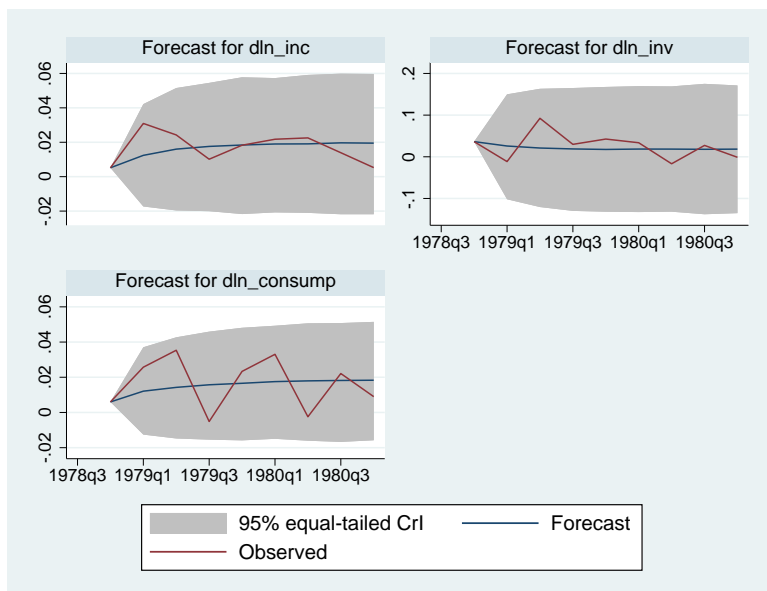 Forecast for dln_inc
Forecast for dln_inv
.06
.04
.02
0
-.02
.2
.1
0
-.1
1978q3 1979q1 1979q3 1980q1 1980q3
Forecast for dln_consump
.06
.04
.02
0
-.02
1978q3 1979q1 1979q3 1980q1 1980q3
95% equal-tailed CrI
Forecast
Observed